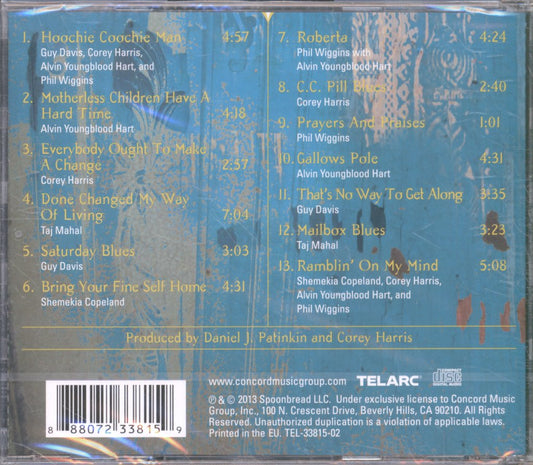 1. Hoochie Coochie Man 4:57
Guy Davis, Corey Harris,
Alvin Youngblood Hart, and
Phil Wiggins
2. Motherless Children Have A
Hard Time 4:18
Alvin Youngblood Hart
3. Everybody Ought To Make
A Change 2:57
Corey Harris
4. Done Changed My Way
Of Living 7:04
Taj Mahal
5. Saturday Blues 3:03
Guy Davis
6. Bring Your Fine Self Home 4:31
Shemekia Copeland
7. Roberta 4:24
Phil Wiggins with
Alvin Youngblood Hart
8. C.C. Pill Blues 2:40
Corey Harris
9. Prayers And Praises 1:01
Phil Wiggins
10. Gallows Pole 4:31
Alvin Youngblood Hart
11. That's No Way To Get Along 3:35
Guy Davis
12. Mailbox Blues 3:23
Taj Mahal
13. Ramblin' On My Mind 5:08
Shemekia Copeland, Corey Harris,
Alvin Youngblood Hart, and
Phil Wiggins
Produced by Daniel J. Patinkin and Corey Harris
www.concordmusicgroup.com TELARC COMPACT disc DIGITAL AUDIO
℗ & © 2013 Spoonbread LLC. Under exclusive license to Concord Music
Group, Inc., 100 N. Crescent Drive, Beverly Hills, CA 90210. All Rights
Reserved. Unauthorized duplication is a violation of applicable laws.
Printed in the EU. TEL-33815-02
8 88072 33815 9